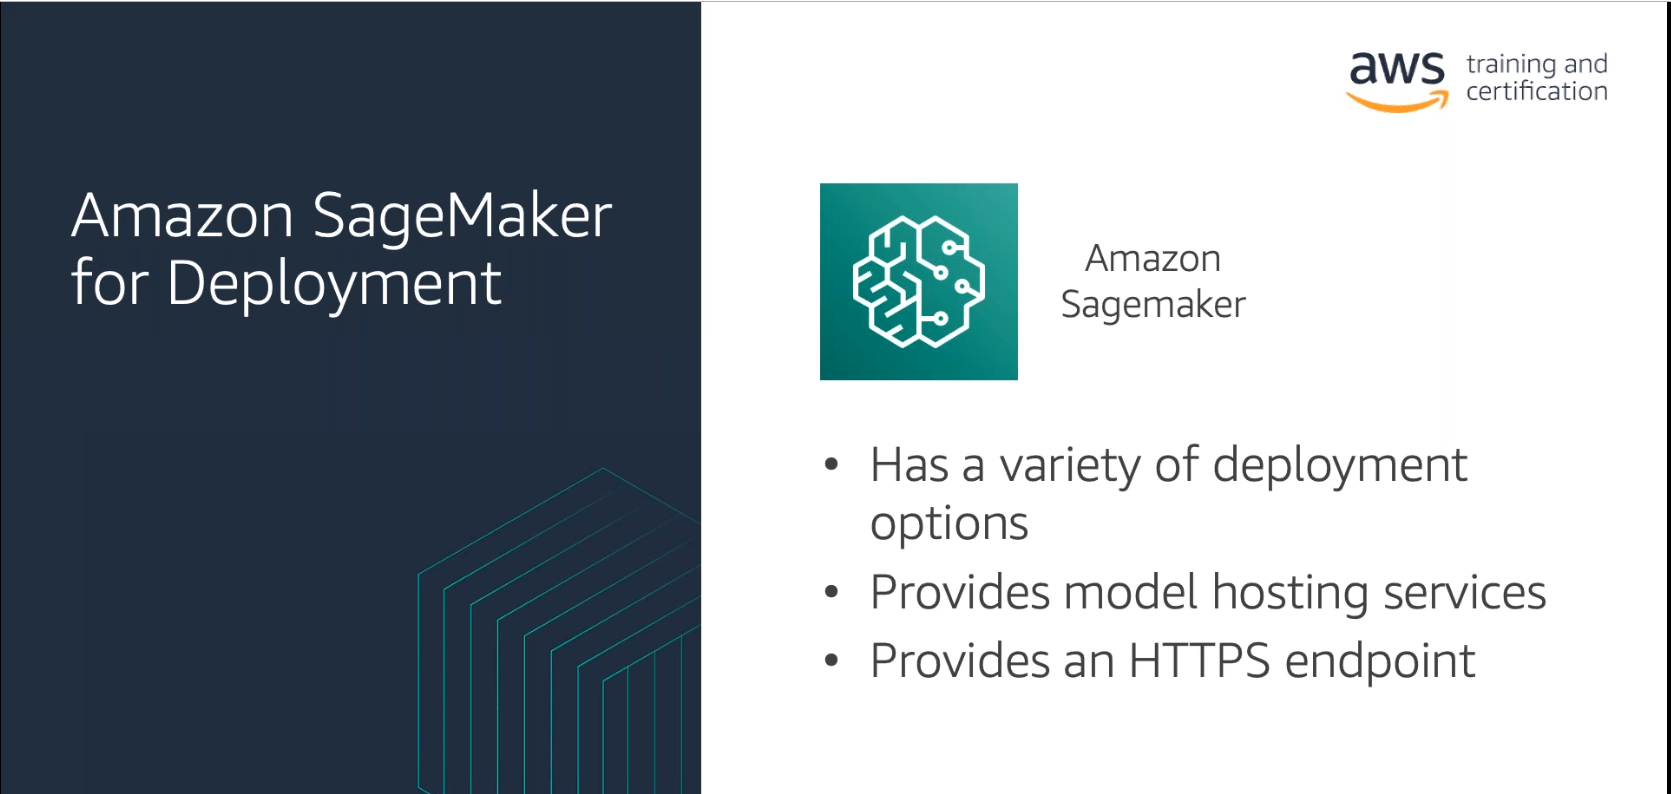 Amazon SageMaker
for Deployment
aws training and
certification
Amazon
Sagemaker
• Has a variety of deployment
options
• Provides model hosting services
• Provides an HTTPS endpoint